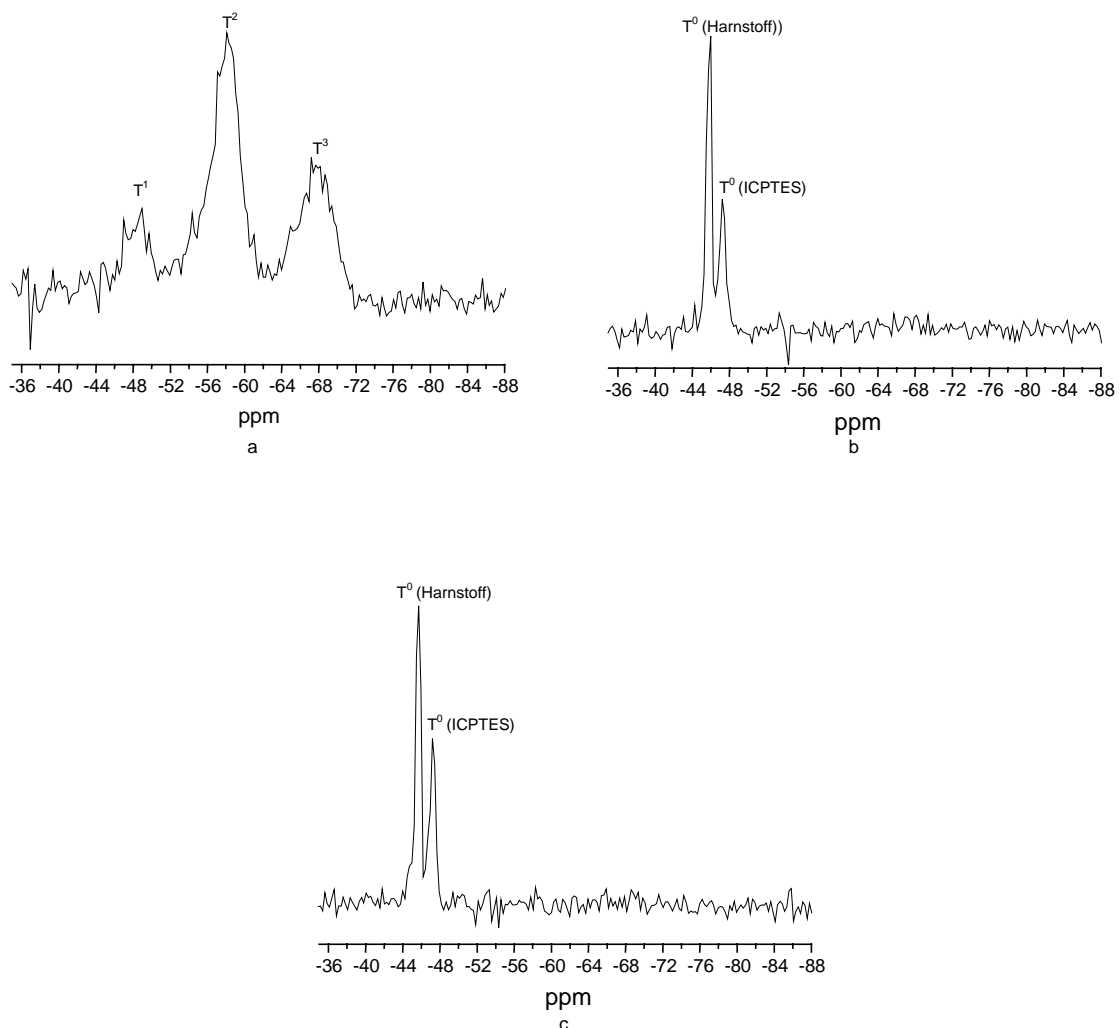 T²
T³
T¹
-36 -40 -44 -48 -52 -56 -60 -64 -68 -72 -76 -80 -84 -88
ppm
a
T⁰ (Harnstoff))
T⁰ (ICPTES)
-36 -40 -44 -48 -52 -56 -60 -64 -68 -72 -76 -80 -84 -88
ppm
b
T⁰ (Harnstoff)
T⁰ (ICPTES)
-36 -40 -44 -48 -52 -56 -60 -64 -68 -72 -76 -80 -84 -88
ppm
c